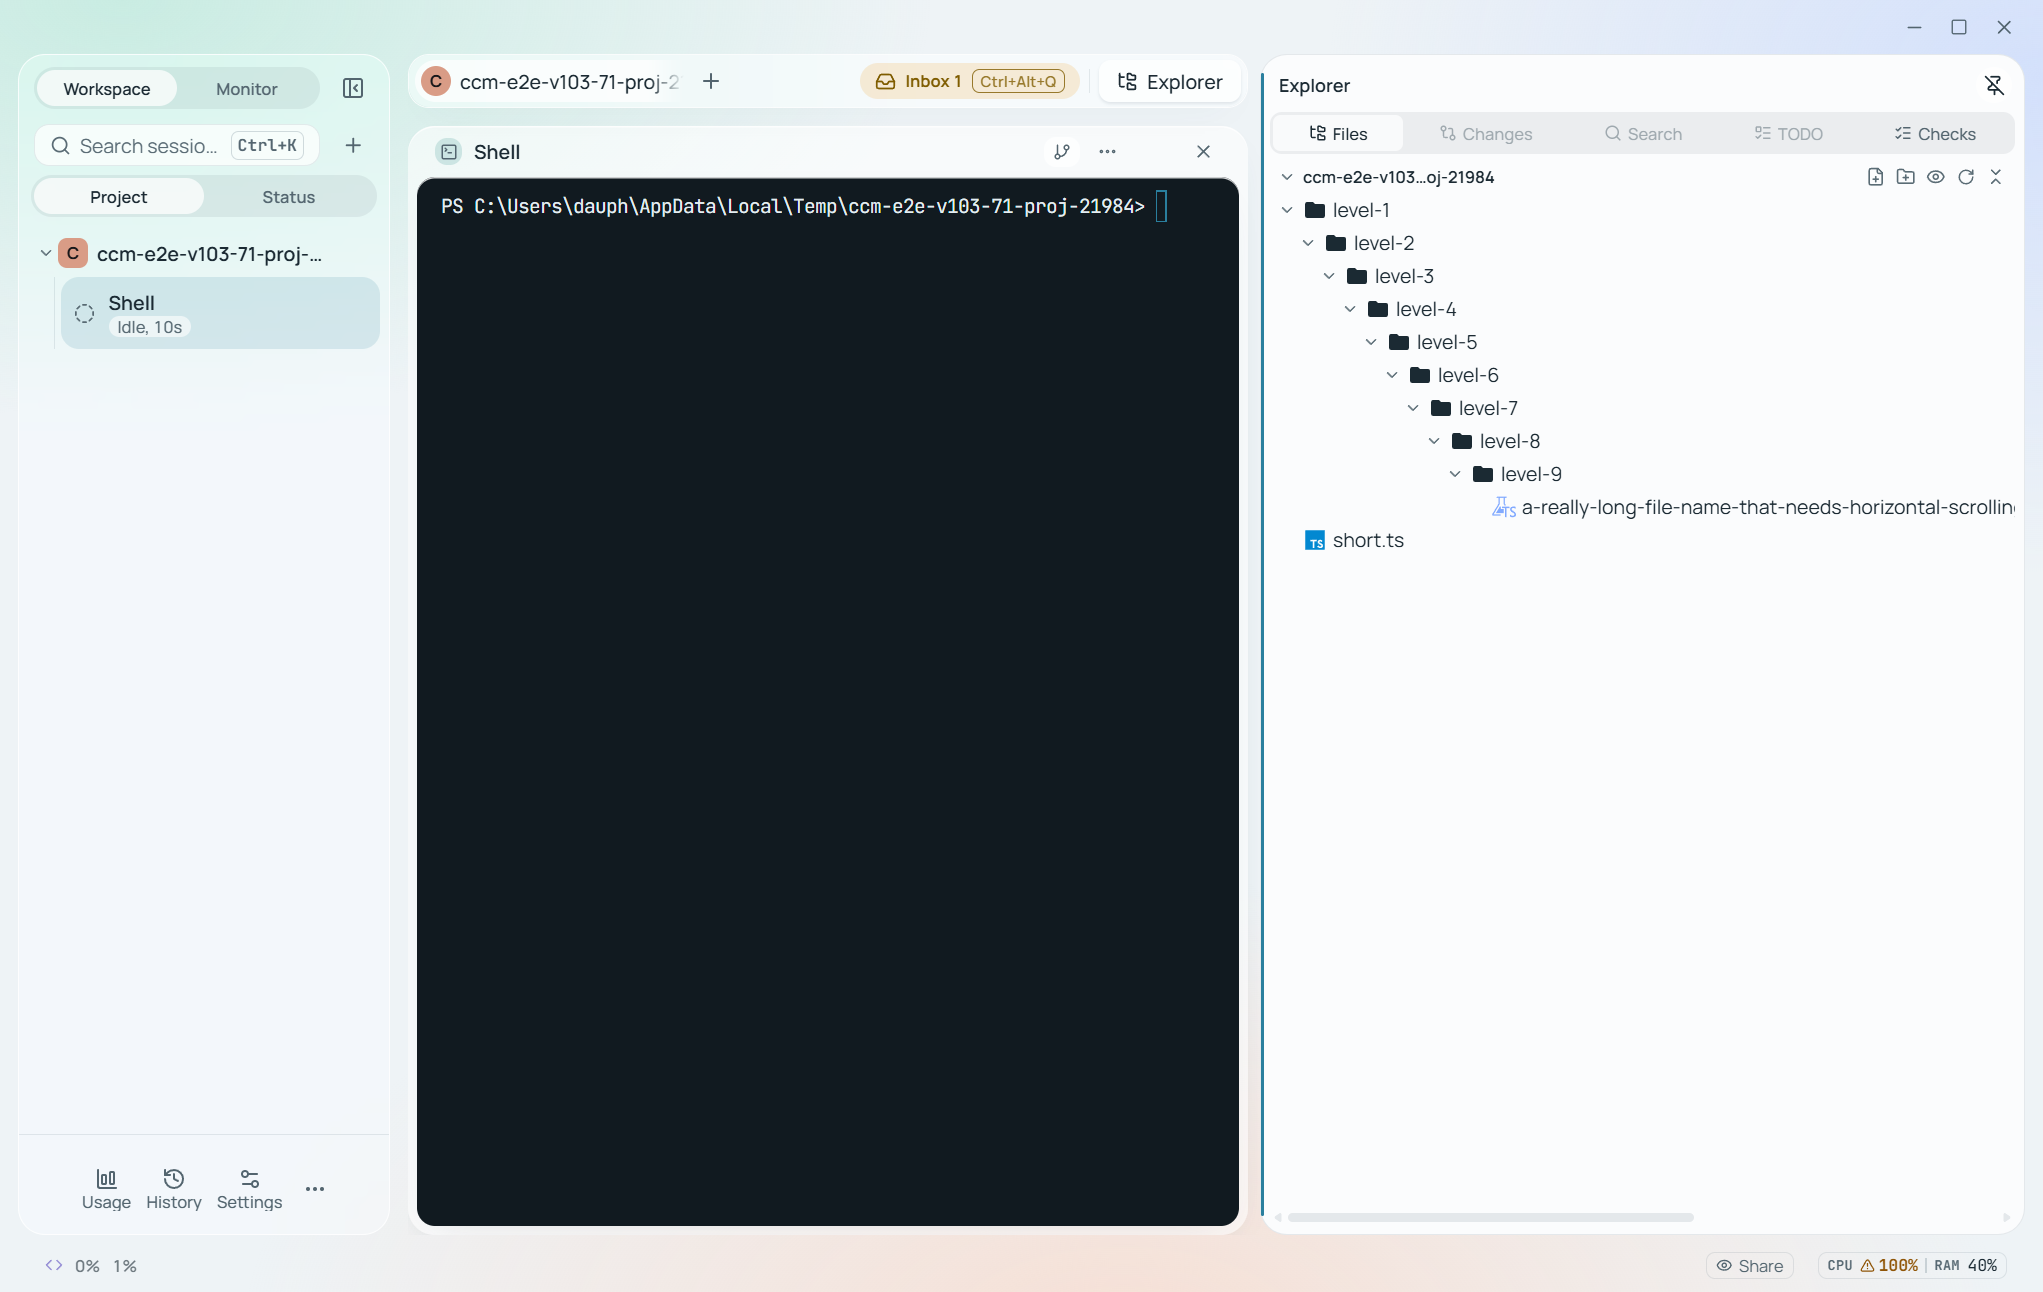 Workspace Monitor
Search sessio... Ctrl+K
Project Status
C ccm-e2e-v103-71-proj-...
Shell
Idle, 10s
Usage History Settings
0% 1%
C ccm-e2e-v103-71-proj-2
Inbox 1 Ctrl+Alt+Q
Explorer
Shell
PS C:\Users\dauph\AppData\Local\Temp\ccm-e2e-v103-71-proj-21984>
Explorer
Files Changes Search TODO Checks
ccm-e2e-v103...oj-21984
level-1
level-2
level-3
level-4
level-5
level-6
level-7
level-8
level-9
TS a-really-long-file-name-that-needs-horizontal-scrollin
TS short.ts
Share
CPU 100% RAM 40%